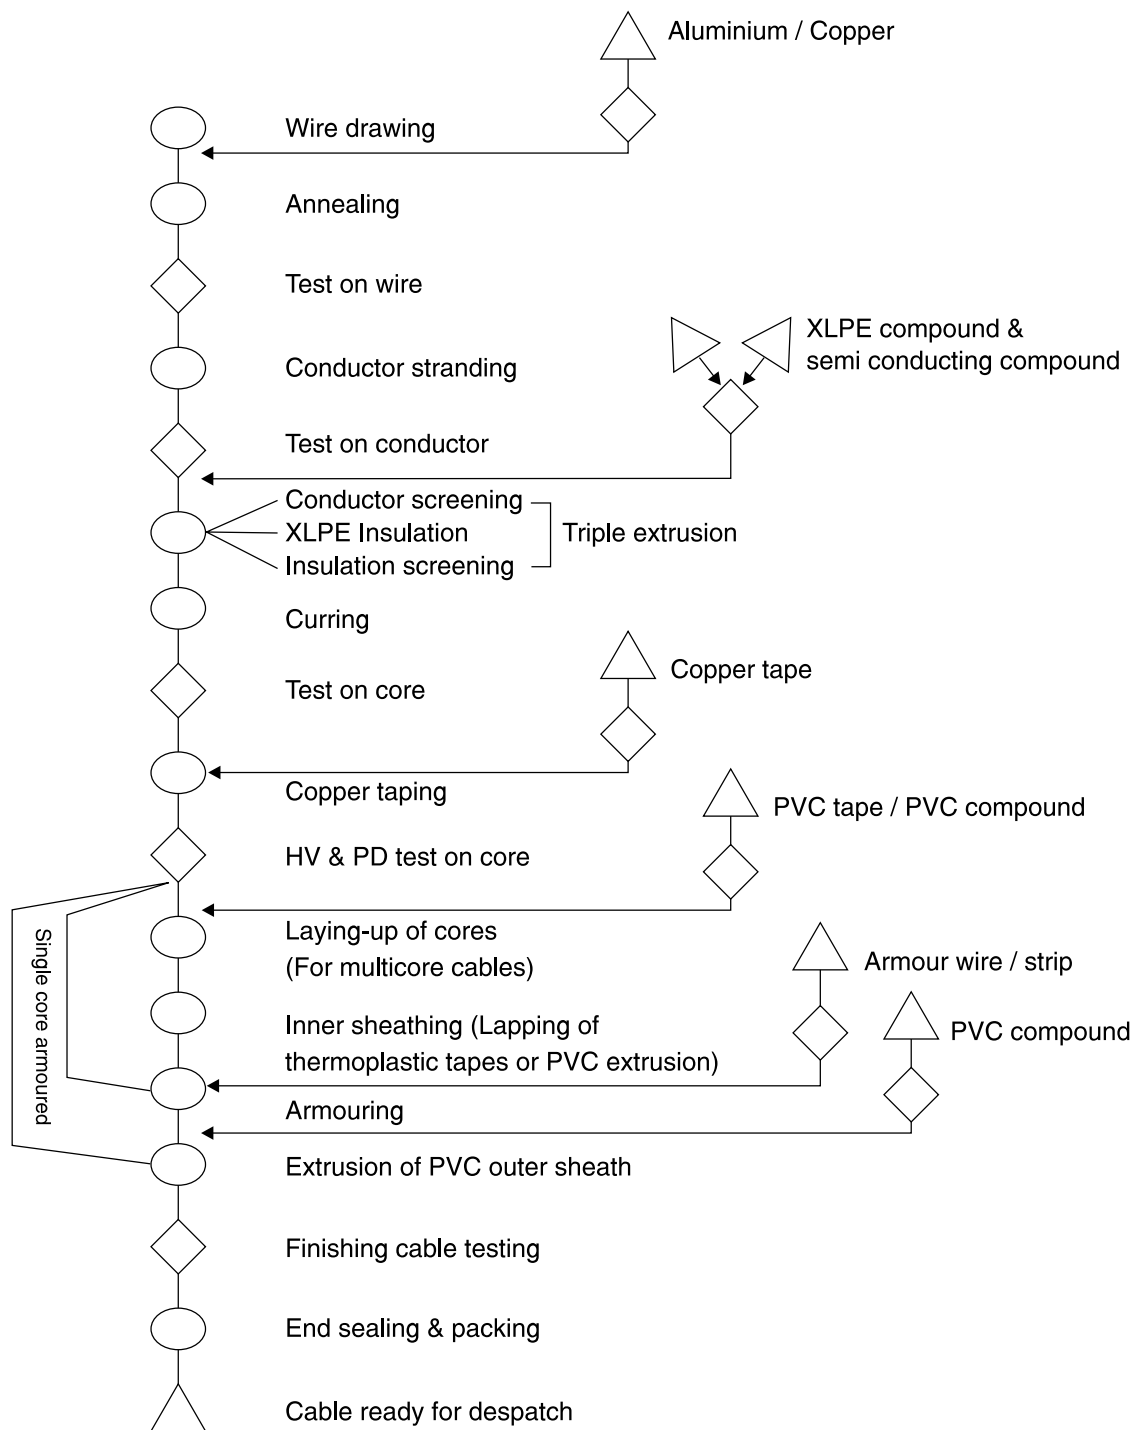 Aluminium / Copper
Wire drawing
Annealing
Test on wire
XLPE compound &
semi conducting compound
Conductor stranding
Test on conductor
Conductor screening
XLPE Insulation
Triple extrusion
Insulation screening
Curring
Copper tape
Test on core
Copper taping
PVC tape / PVC compound
HV & PD test on core
Laying-up of cores
(For multicore cables)
Single core armoured
Armour wire / strip
Inner sheathing (Lapping of
thermoplastic tapes or PVC extrusion)
PVC compound
Armouring
Extrusion of PVC outer sheath
Finishing cable testing
End sealing & packing
Cable ready for despatch